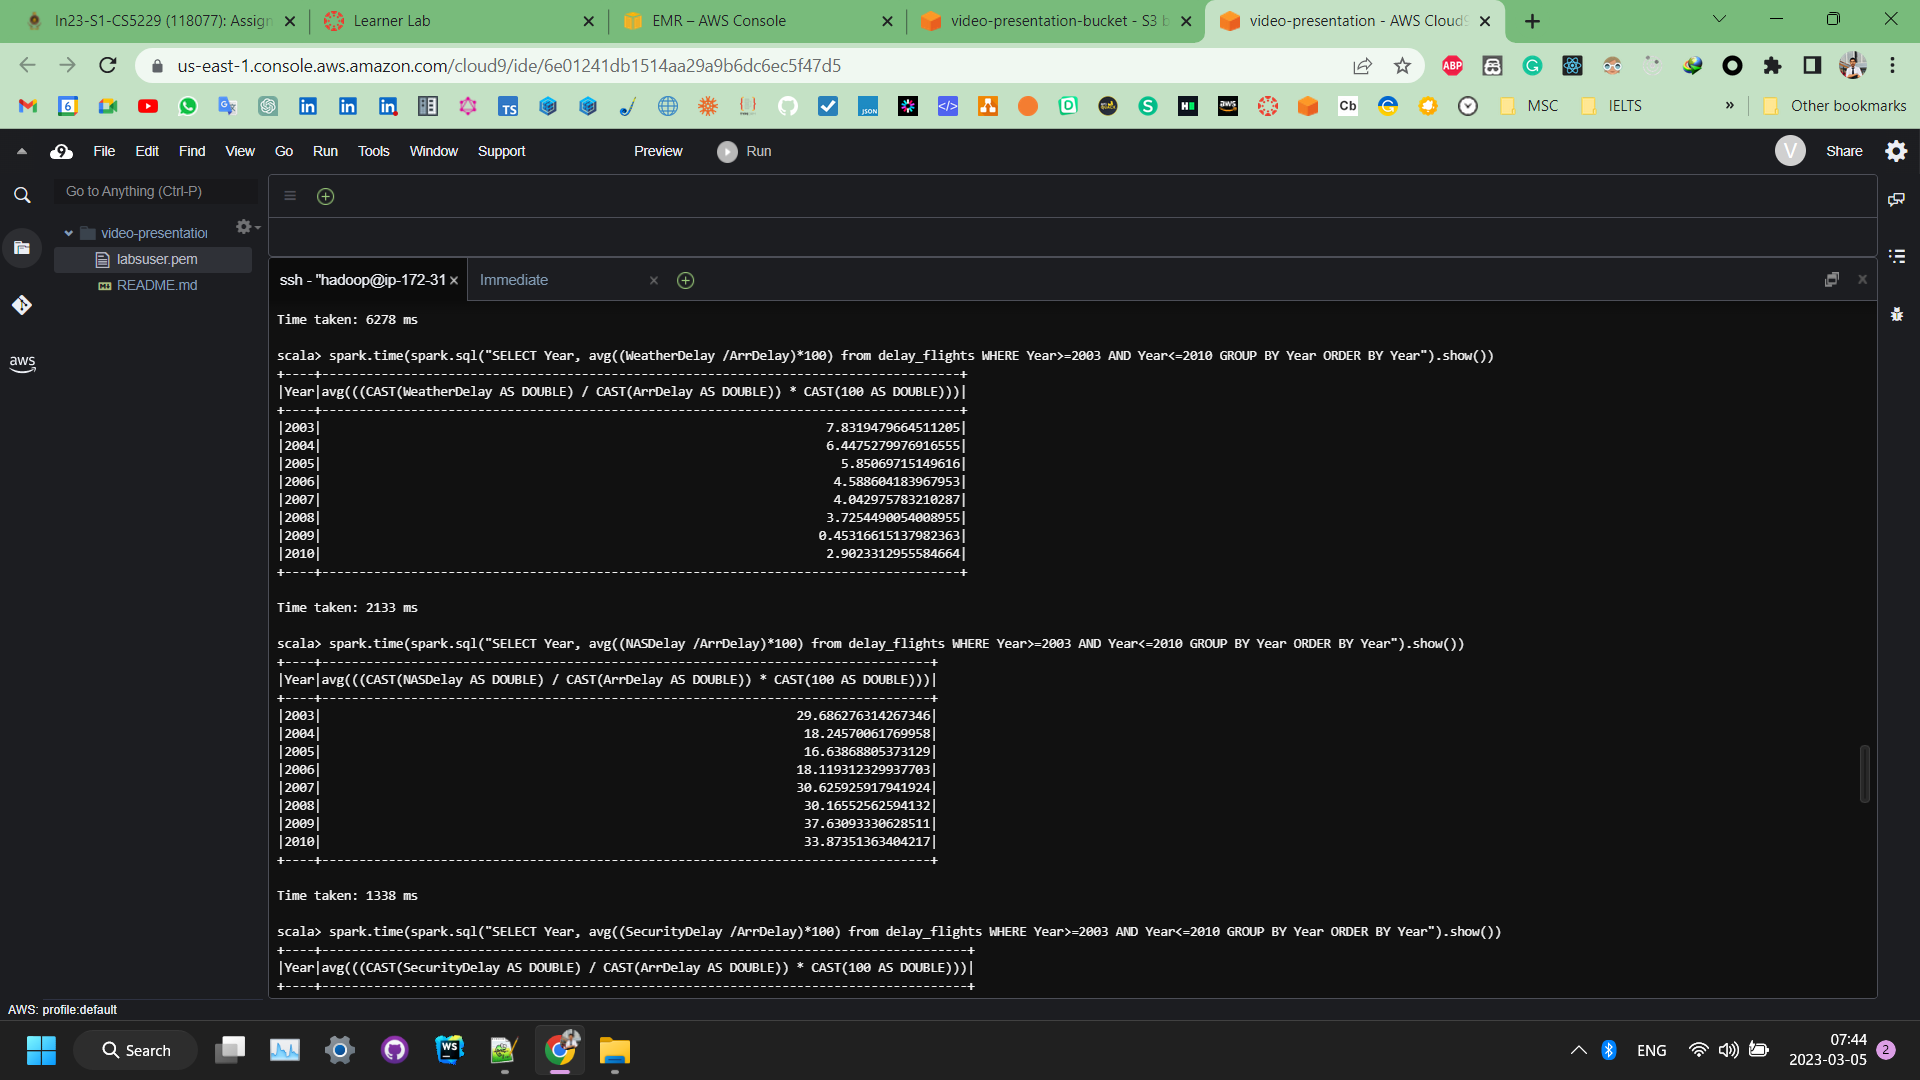 In23-S1-CS5229 (118077): Assign
Learner Lab
EMR – AWS Console
video-presentation-bucket - S3 b
video-presentation - AWS Cloud9
us-east-1.console.aws.amazon.com/cloud9/ide/6e01241db1514aa29a9b6dc6ec5f47d5
MSC
IELTS
»
Other bookmarks
File Edit Find View Go Run Tools Window Support Preview Run
V
Share
Go to Anything (Ctrl-P)
video-presentation
labsuser.pem
README.md
aws
ssh - "hadoop@ip-172-31
Immediate
Time taken: 6278 ms
scala> spark.time(spark.sql("SELECT Year, avg((WeatherDelay /ArrDelay)*100) from delay_flights WHERE Year>=2003 AND Year<=2010 GROUP BY Year ORDER BY Year").show())
+----+--------------------------------------------------------------------------------------+
|Year|avg(((CAST(WeatherDelay AS DOUBLE) / CAST(ArrDelay AS DOUBLE)) * CAST(100 AS DOUBLE)))|
+----+--------------------------------------------------------------------------------------+
|2003| 7.8319479664511205|
|2004| 6.4475279976916555|
|2005| 5.85069715149616|
|2006| 4.588604183967953|
|2007| 4.042975783210287|
|2008| 3.7254490054008955|
|2009| 0.45316615137982363|
|2010| 2.9023312955584664|
+----+--------------------------------------------------------------------------------------+
Time taken: 2133 ms
scala> spark.time(spark.sql("SELECT Year, avg((NASDelay /ArrDelay)*100) from delay_flights WHERE Year>=2003 AND Year<=2010 GROUP BY Year ORDER BY Year").show())
+----+----------------------------------------------------------------------------------+
|Year|avg(((CAST(NASDelay AS DOUBLE) / CAST(ArrDelay AS DOUBLE)) * CAST(100 AS DOUBLE)))|
+----+----------------------------------------------------------------------------------+
|2003| 29.686276314267346|
|2004| 18.24570061769958|
|2005| 16.63868805373129|
|2006| 18.119312329937703|
|2007| 30.625925917941924|
|2008| 30.16552562594132|
|2009| 37.63093330628511|
|2010| 33.87351363404217|
+----+----------------------------------------------------------------------------------+
Time taken: 1338 ms
scala> spark.time(spark.sql("SELECT Year, avg((SecurityDelay /ArrDelay)*100) from delay_flights WHERE Year>=2003 AND Year<=2010 GROUP BY Year ORDER BY Year").show())
+----+---------------------------------------------------------------------------------------+
|Year|avg(((CAST(SecurityDelay AS DOUBLE) / CAST(ArrDelay AS DOUBLE)) * CAST(100 AS DOUBLE)))|
+----+---------------------------------------------------------------------------------------+
AWS: profile:default
Search
ENG
07:44
2023-03-05
2